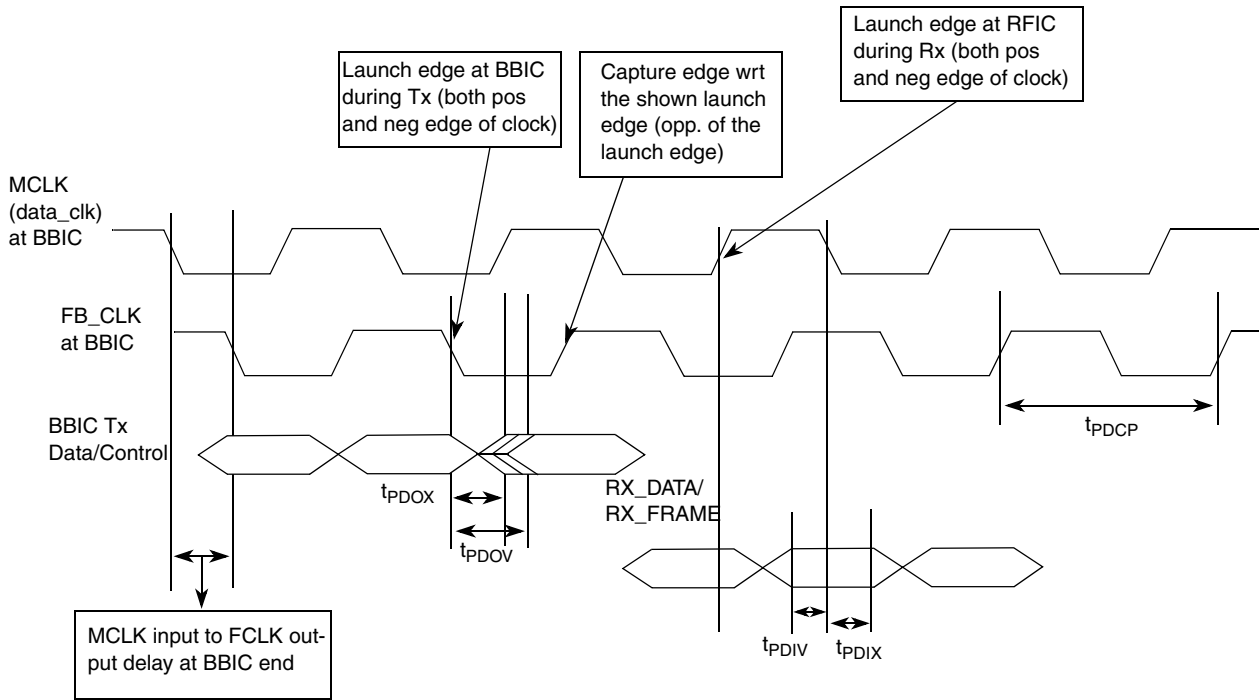 Launch edge at RFIC
during Rx (both pos
and neg edge of clock)
Launch edge at BBIC
during Tx (both pos
and neg edge of clock)
Capture edge wrt
the shown launch
edge (opp. of the
launch edge)
MCLK
(data_clk)
at BBIC
FB_CLK
at BBIC
BBIC Tx
Data/Control
tPDCP
tPDOX
tPDOV
RX_DATA/
RX_FRAME
tPDIV
tPDIX
MCLK input to FCLK out-
put delay at BBIC end